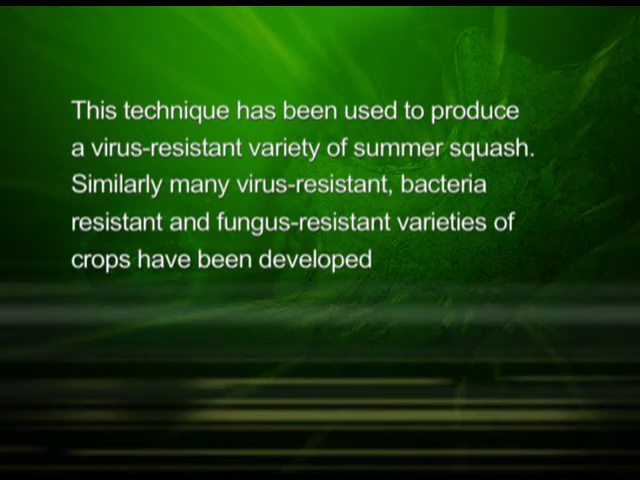 This technique has been used to produce
a virus-resistant variety of summer squash.
Similarly many virus-resistant, bacteria
resistant and fungus-resistant varieties of
crops have been developed